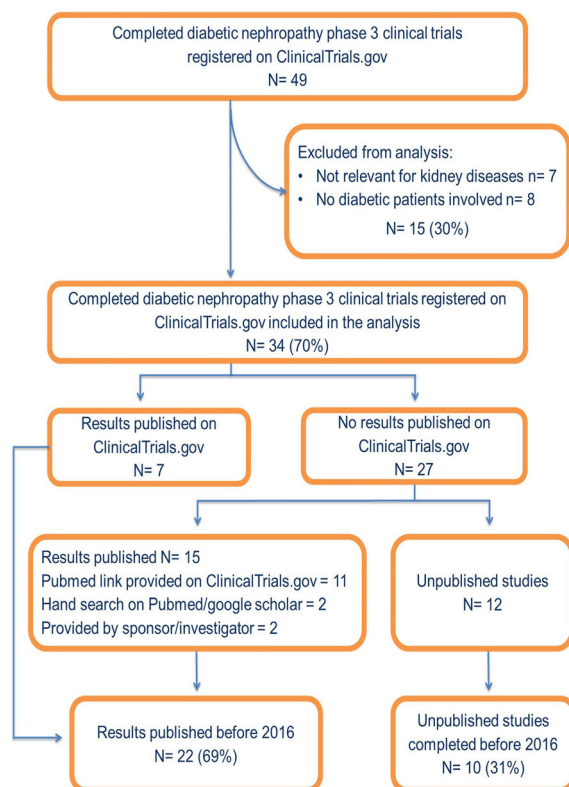 Completed diabetic nephropathy phase 3 clinical trials
registered on ClinicalTrials.gov
N= 49
Excluded from analysis:
• Not relevant for kidney diseases n= 7
• No diabetic patients involved n= 8
N= 15 (30%)
Completed diabetic nephropathy phase 3 clinical trials registered on
ClinicalTrials.gov included in the analysis
N= 34 (70%)
Results published on
ClinicalTrials.gov
N= 7
No results published on
ClinicalTrials.gov
N= 27
Results published N= 15
Pubmed link provided on ClinicalTrials.gov = 11
Hand search on Pubmed/google scholar = 2
Provided by sponsor/investigator = 2
Unpublished studies
N= 12
Results published before 2016
N= 22 (69%)
Unpublished studies
completed before 2016
N= 10 (31%)